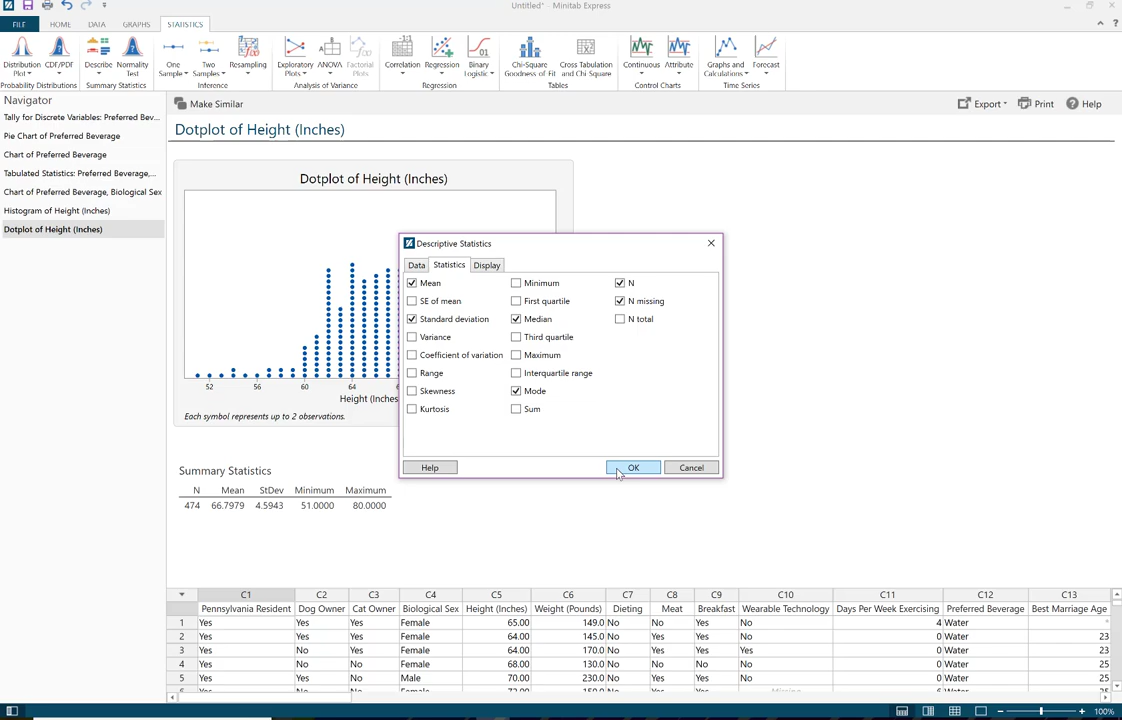 Untitled* - Minitab Express
FILE HOME DATA GRAPHS STATISTICS
Distribution Plot CDF/PDF Describe Normality Test One Sample Two Samples Resampling Exploratory Plots ANOVA Factorial Plots Correlation Regression Binary Logistic Chi-Square Goodness of Fit Cross Tabulation and Chi Square Continuous Attribute Graphs and Calculations Forecast
Probability Distributions Summary Statistics Inference Analysis of Variance Regression Tables Control Charts Time Series
Navigator
Tally for Discrete Variables: Preferred Bev...
Pie Chart of Preferred Beverage
Chart of Preferred Beverage
Tabulated Statistics: Preferred Beverage,...
Chart of Preferred Beverage, Biological Sex
Histogram of Height (Inches)
Dotplot of Height (Inches)
Make Similar Export Print Help
Dotplot of Height (Inches)
Dotplot of Height (Inches)
52 56 60 64
Height (Inches
Each symbol represents up to 2 observations.
Descriptive Statistics
Data Statistics Display
Mean Minimum N
SE of mean First quartile N missing
Standard deviation Median N total
Variance Third quartile
Coefficient of variation Maximum
Range Interquartile range
Skewness Mode
Kurtosis Sum
Help OK Cancel
Summary Statistics
N Mean StDev Minimum Maximum
474 66.7979 4.5943 51.0000 80.0000
C1 C2 C3 C4 C5 C6 C7 C8 C9 C10 C11 C12 C13
Pennsylvania Resident Dog Owner Cat Owner Biological Sex Height (Inches) Weight (Pounds) Dieting Meat Breakfast Wearable Technology Days Per Week Exercising Preferred Beverage Best Marriage Age
1 Yes Yes Yes Female 65.00 149.0 No No Yes No 4 Water *
2 Yes Yes Yes Female 64.00 145.0 No Yes Yes No 0 Water 23
3 Yes No Yes Female 64.00 170.0 No Yes Yes Yes 0 Water 23
4 Yes No No Female 68.00 130.0 No No No No 0 Water 25
5 Yes Yes No Male 70.00 230.0 No Yes Yes No 0 Water 25
100%